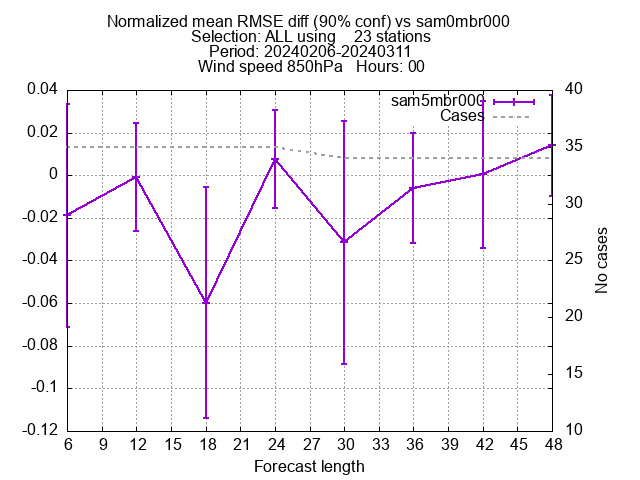 Normalized mean RMSE diff (90% conf) vs sam0mbr000
Selection: ALL using    23 stations
Period: 20240206-20240311
Wind speed 850hPa   Hours: 00
sam5mbr000
Cases
0.04
0.02
0
-0.02
-0.04
-0.06
-0.08
-0.1
-0.12
40
35
30
25
20
15
10
No cases
6 9 12 15 18 21 24 27 30 33 36 39 42 45 48
Forecast length